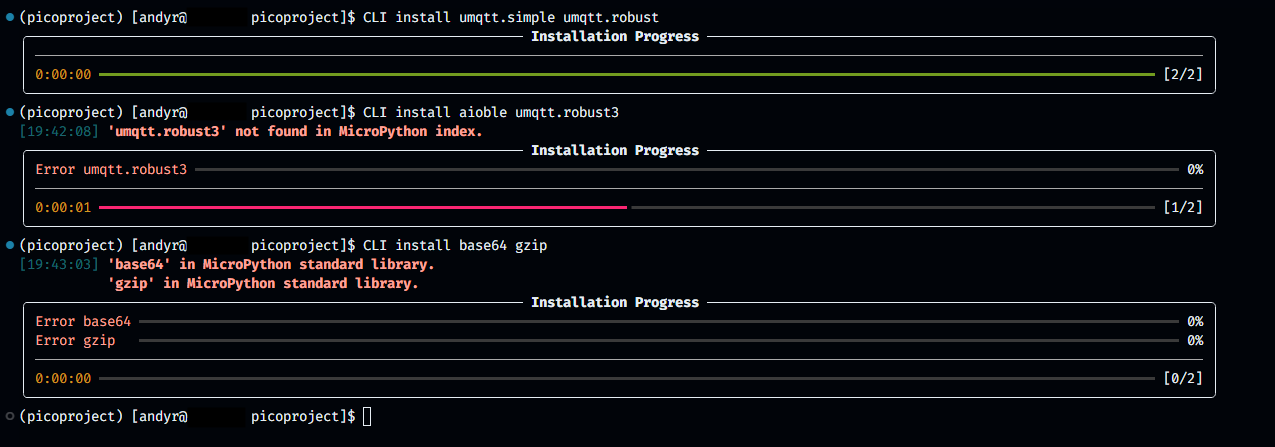 (picoproject) [andyr@ picoproject]$ CLI install umqtt.simple umqtt.robust
Installation Progress
0:00:00 [2/2]
(picoproject) [andyr@ picoproject]$ CLI install aioble umqtt.robust3
[19:42:08] 'umqtt.robust3' not found in MicroPython index.
Installation Progress
Error umqtt.robust3 0%
0:00:01 [1/2]
(picoproject) [andyr@ picoproject]$ CLI install base64 gzip
[19:43:03] 'base64' in MicroPython standard library.
'gzip' in MicroPython standard library.
Installation Progress
Error base64 0%
Error gzip 0%
0:00:00 [0/2]
(picoproject) [andyr@ picoproject]$